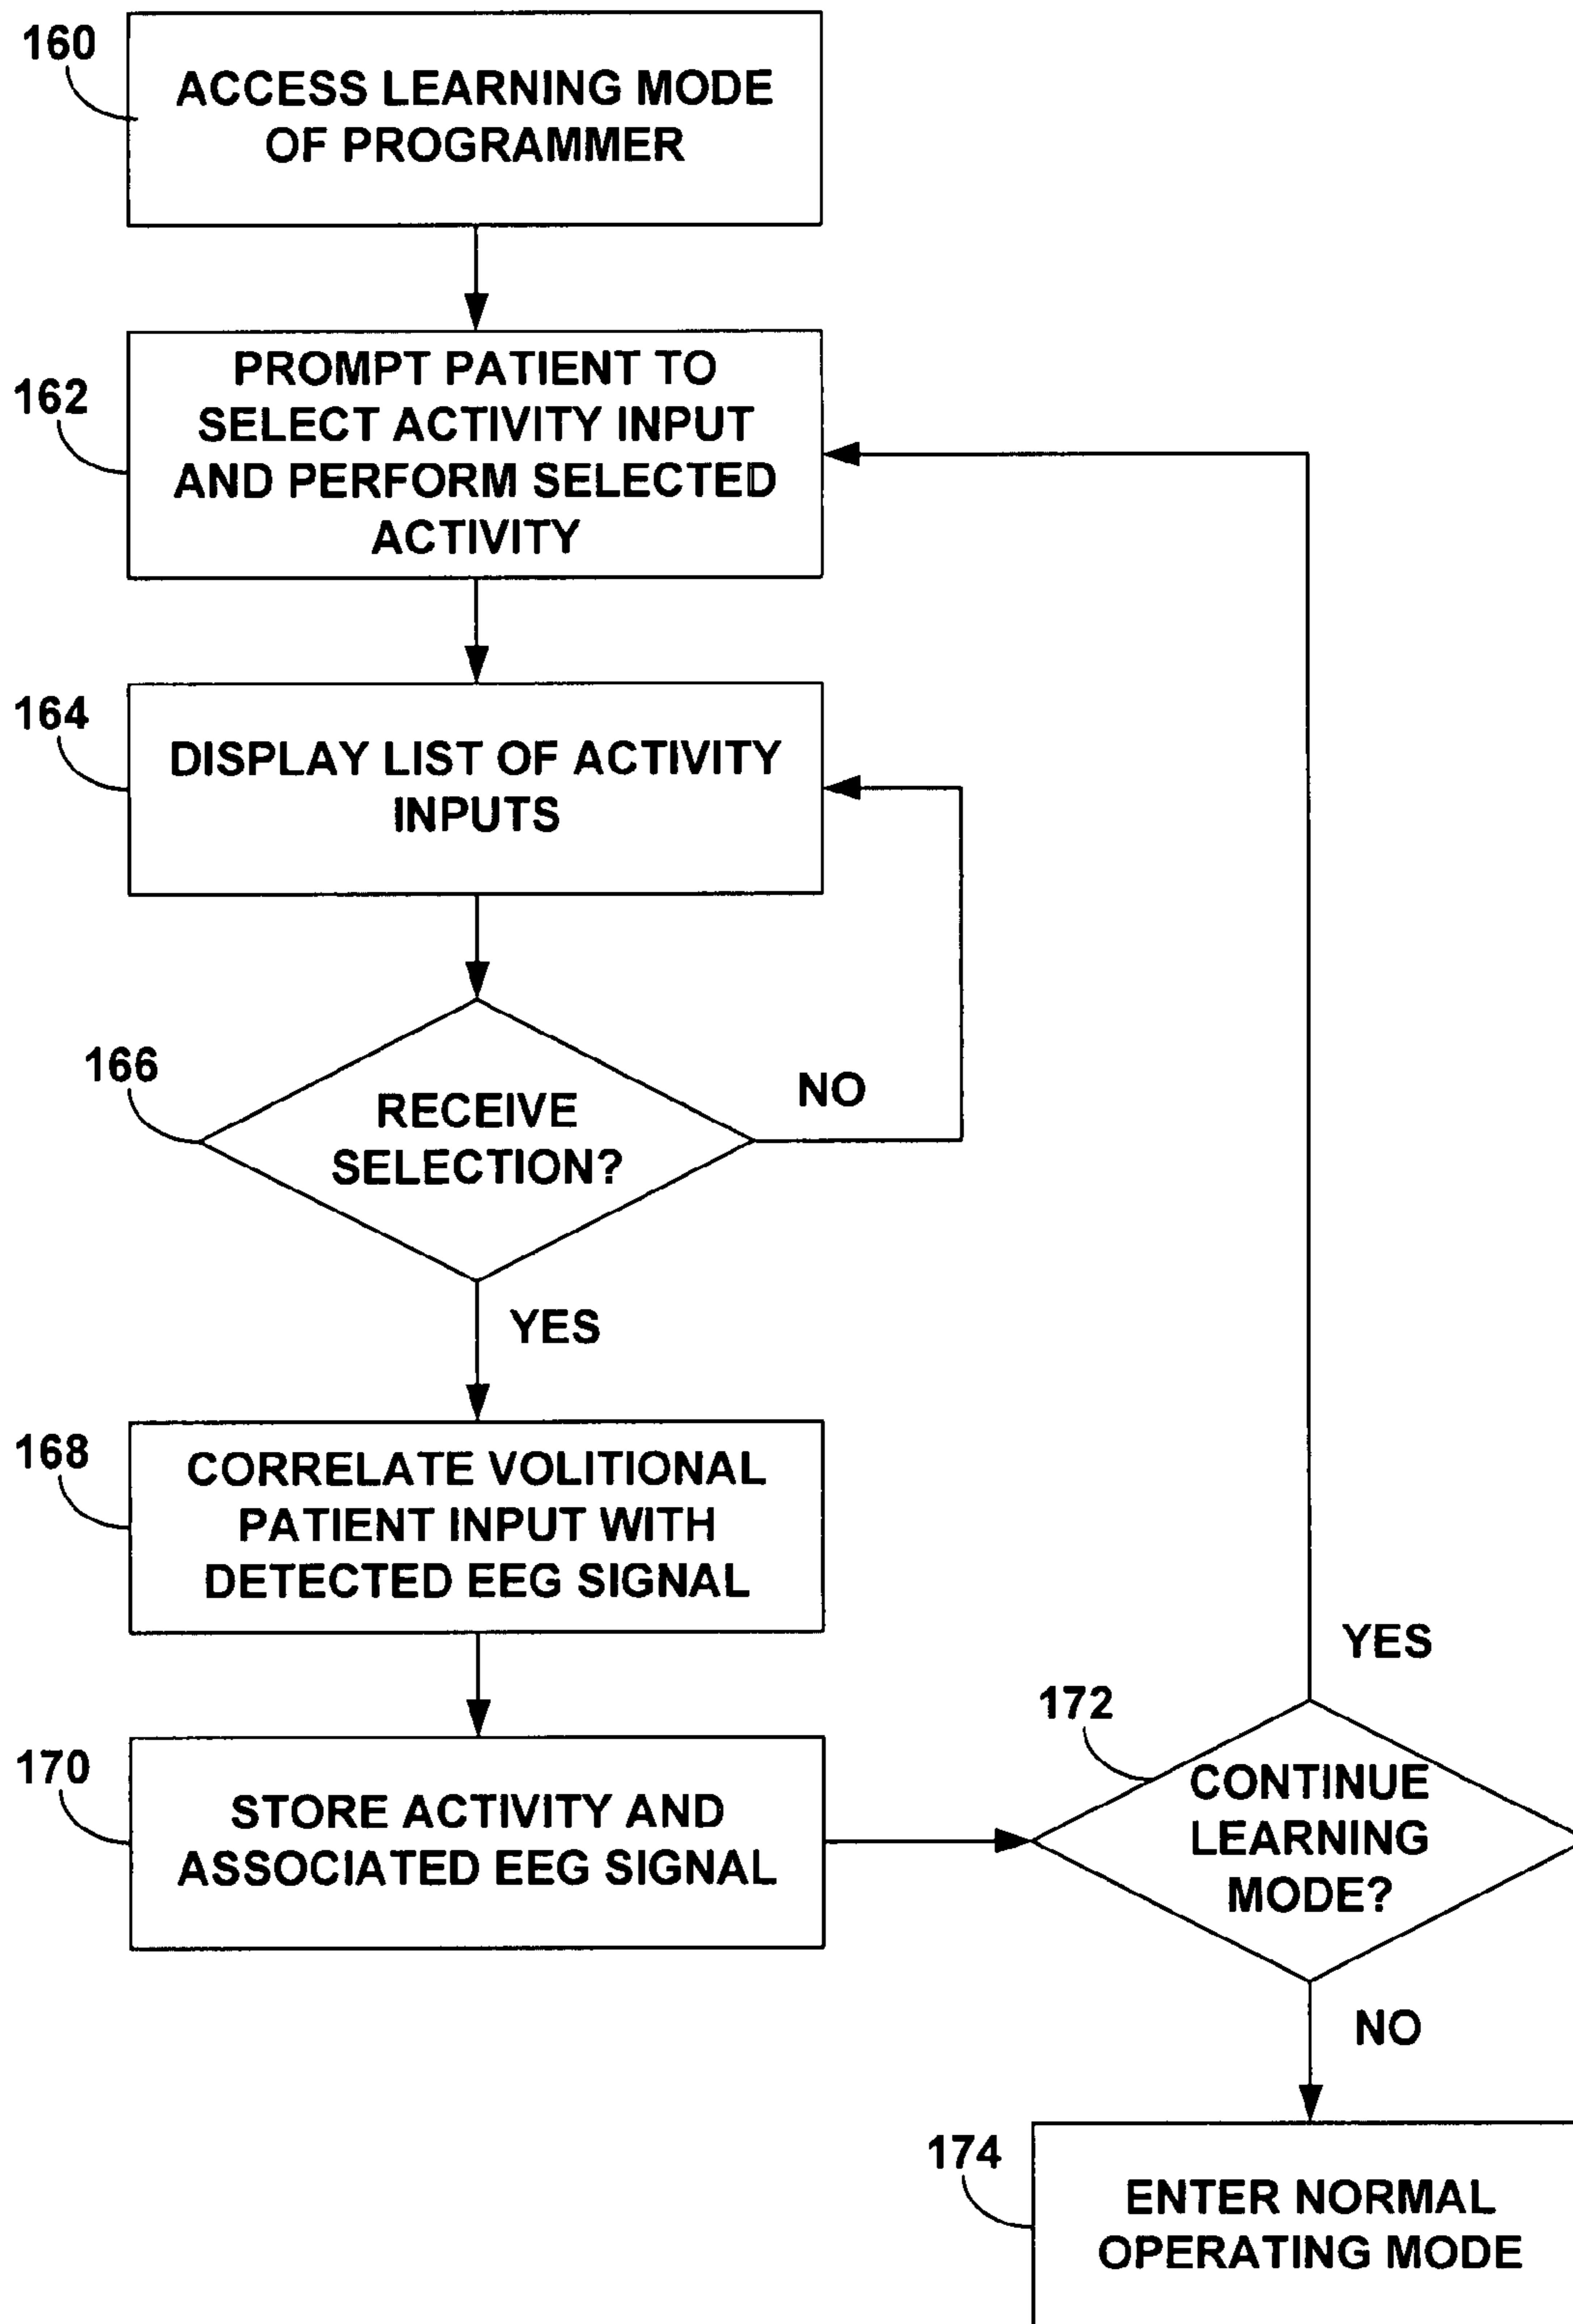 160
ACCESS LEARNING MODE
OF PROGRAMMER
162
PROMPT PATIENT TO
SELECT ACTIVITY INPUT
AND PERFORM SELECTED
ACTIVITY
164
DISPLAY LIST OF ACTIVITY
INPUTS
166
RECEIVE
SELECTION?
NO
YES
168
CORRELATE VOLITIONAL
PATIENT INPUT WITH
DETECTED EEG SIGNAL
170
STORE ACTIVITY AND
ASSOCIATED EEG SIGNAL
172
CONTINUE
LEARNING
MODE?
YES
NO
174
ENTER NORMAL
OPERATING MODE